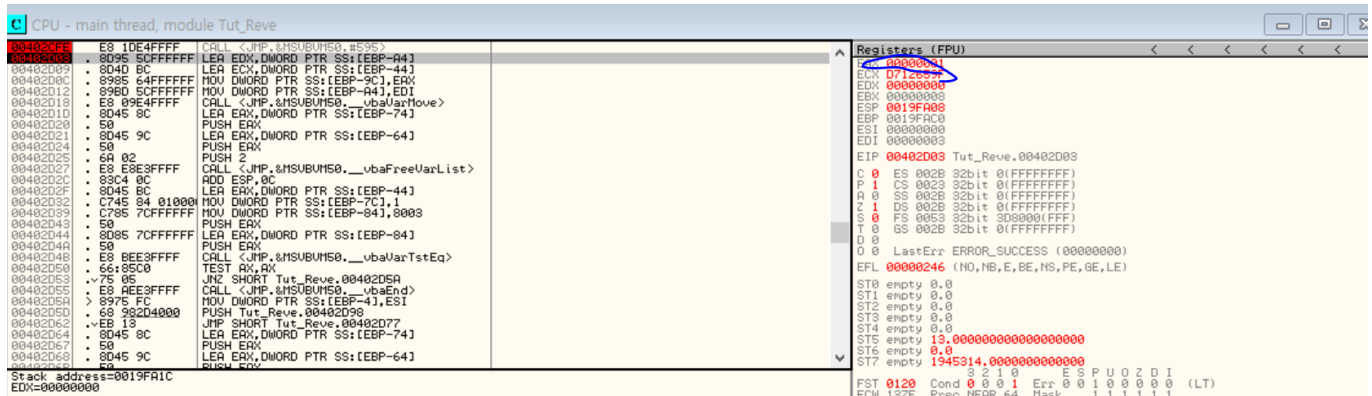 C CPU - main thread, module Tut_Reve
00402CFE E8 1DE4FFFF CALL <JMP.&MSVBVM50.#595>
00402D03 . 8D95 5CFFFFFF LEA EDX,DWORD PTR SS:[EBP-A4]
00402D09 . 8D4D BC LEA ECX,DWORD PTR SS:[EBP-44]
00402D0C . 8985 64FFFFFF MOV DWORD PTR SS:[EBP-9C],EAX
00402D12 . 89BD 5CFFFFFF MOV DWORD PTR SS:[EBP-A4],EDI
00402D18 . E8 09E4FFFF CALL <JMP.&MSVBVM50.__vbaVarMove>
00402D1D . 8D45 8C LEA EAX,DWORD PTR SS:[EBP-74]
00402D20 . 50 PUSH EAX
00402D21 . 8D45 9C LEA EAX,DWORD PTR SS:[EBP-64]
00402D24 . 50 PUSH EAX
00402D25 . 6A 02 PUSH 2
00402D27 . E8 E8E3FFFF CALL <JMP.&MSVBVM50.__vbaFreeVarList>
00402D2C . 83C4 0C ADD ESP,0C
00402D2F . 8D45 BC LEA EAX,DWORD PTR SS:[EBP-44]
00402D32 . C745 84 01000 MOV DWORD PTR SS:[EBP-7C],1
00402D39 . C785 7CFFFFFF MOV DWORD PTR SS:[EBP-84],8003
00402D43 . 50 PUSH EAX
00402D44 . 8D85 7CFFFFFF LEA EAX,DWORD PTR SS:[EBP-84]
00402D4A . 50 PUSH EAX
00402D4B . E8 BEE3FFFF CALL <JMP.&MSVBVM50.__vbaVarTstEq>
00402D50 . 66:85C0 TEST AX,AX
00402D53 .v75 05 JNZ SHORT Tut_Reve.00402D5A
00402D55 . E8 AEE3FFFF CALL <JMP.&MSVBVM50.__vbaEnd>
00402D5A > 8975 FC MOV DWORD PTR SS:[EBP-4],ESI
00402D5D . 68 982D4000 PUSH Tut_Reve.00402D98
00402D62 .vEB 13 JMP SHORT Tut_Reve.00402D77
00402D64 . 8D45 8C LEA EAX,DWORD PTR SS:[EBP-74]
00402D67 . 50 PUSH EAX
00402D68 . 8D45 9C LEA EAX,DWORD PTR SS:[EBP-64]
Stack address=0019FA1C
EDX=00000000
Registers (FPU) < < < < < <
EAX 00000001
ECX D712659F
EDX 00000000
EBX 00000008
ESP 0019FA08
EBP 0019FAC0
ESI 00000000
EDI 00000003
EIP 00402D03 Tut_Reve.00402D03
C 0 ES 002B 32bit 0(FFFFFFFF)
P 1 CS 0023 32bit 0(FFFFFFFF)
A 0 SS 002B 32bit 0(FFFFFFFF)
Z 1 DS 002B 32bit 0(FFFFFFFF)
S 0 FS 0053 32bit 3D8000(FFF)
T 0 GS 002B 32bit 0(FFFFFFFF)
D 0
O 0 LastErr ERROR_SUCCESS (00000000)
EFL 00000246 (NO,NB,E,BE,NS,PE,GE,LE)
ST0 empty 0.0
ST1 empty 0.0
ST2 empty 0.0
ST3 empty 0.0
ST4 empty 0.0
ST5 empty 13.000000000000000000
ST6 empty 0.0
ST7 empty 1945314.0000000000000
3 2 1 0 E S P U O Z D I
FST 0120 Cond 0 0 0 1 Err 0 0 1 0 0 0 0 0 (LT)
FCW 137F Prec NEAR,64 Mask 1 1 1 1 1 1